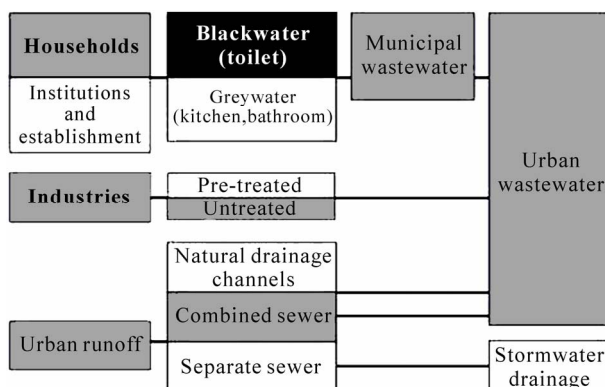 Households
Institutions
and
establishment
Blackwater
(toilet)
Greywater
(kitchen,bathroom)
Municipal
wastewater
Urban
wastewater
Industries
Pre-treated
Untreated
Natural drainage
channels
Combined sewer
Separate sewer
Urban runoff
Stormwater
drainage